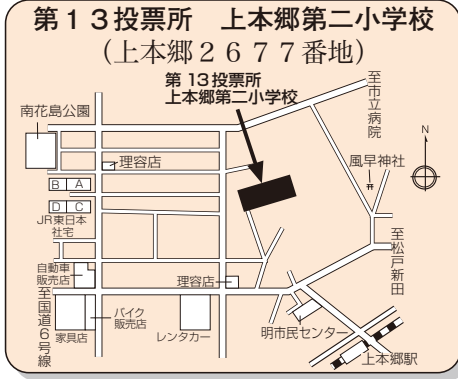 第13投票所 上本郷第二小学校
(上本郷2677番地)
第13投票所
上本郷第二小学校
至市立病院
南花島公園
N
理容店
風早神社
B A
D C
JR東日本
社宅
至松戸新田
自動車
販売店
理容店
至国道6号線
バイク
販売店
家具店
レンタカー
明市民センター
上本郷駅